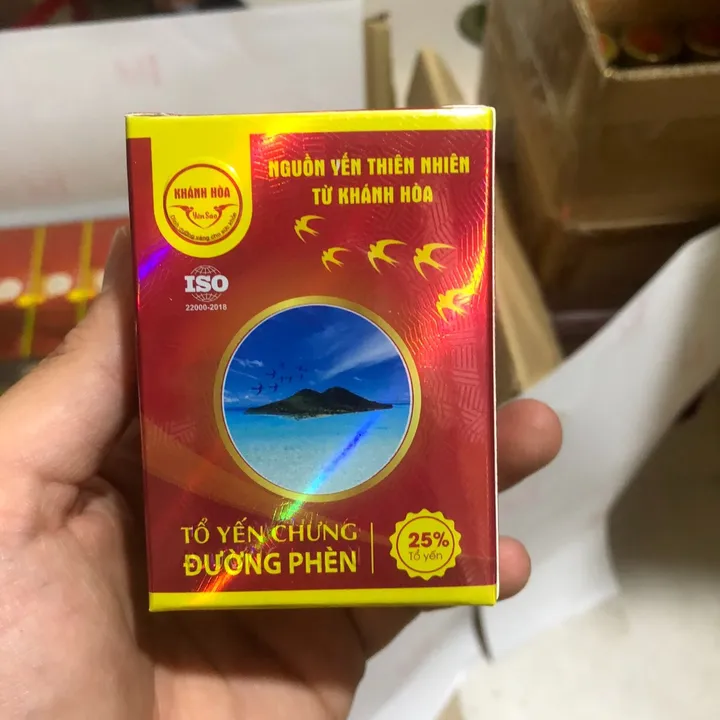 KHÁNH HÒA
Yến Sào
NGUỒN YẾN THIÊN NHIÊN
TỪ KHÁNH HÒA
ISO
22000-2018
TỔ YẾN CHƯNG
ĐƯỜNG PHÈN
25%
Tổ yến